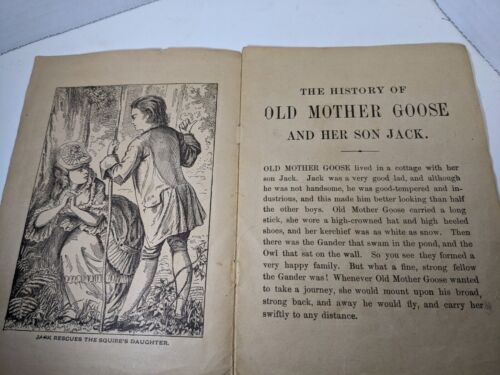 JACK RESCUES THE SQUIRE'S DAUGHTER.
THE HISTORY OF
OLD MOTHER GOOSE
AND HER SON JACK.
OLD MOTHER GOOSE lived in a cottage with her
son Jack. Jack was a very good lad, and although
he was not handsome, he was good-tempered and in-
dustrious, and this made him better looking than half
the other boys. Old Mother Goose carried a long
stick, she wore a high-crowned hat and high heeled
shoes, and her kerchief was as white as snow. Then
there was the Gander that swam in the pond, and the
Owl that sat on the wall. So you see they formed a
very happy family. But what a fine, strong fellow
the Gander was! Whenever Old Mother Goose wanted
to take a journey, she would mount upon his broad,
strong back, and away he would fly, and carry her
swiftly to any distance.